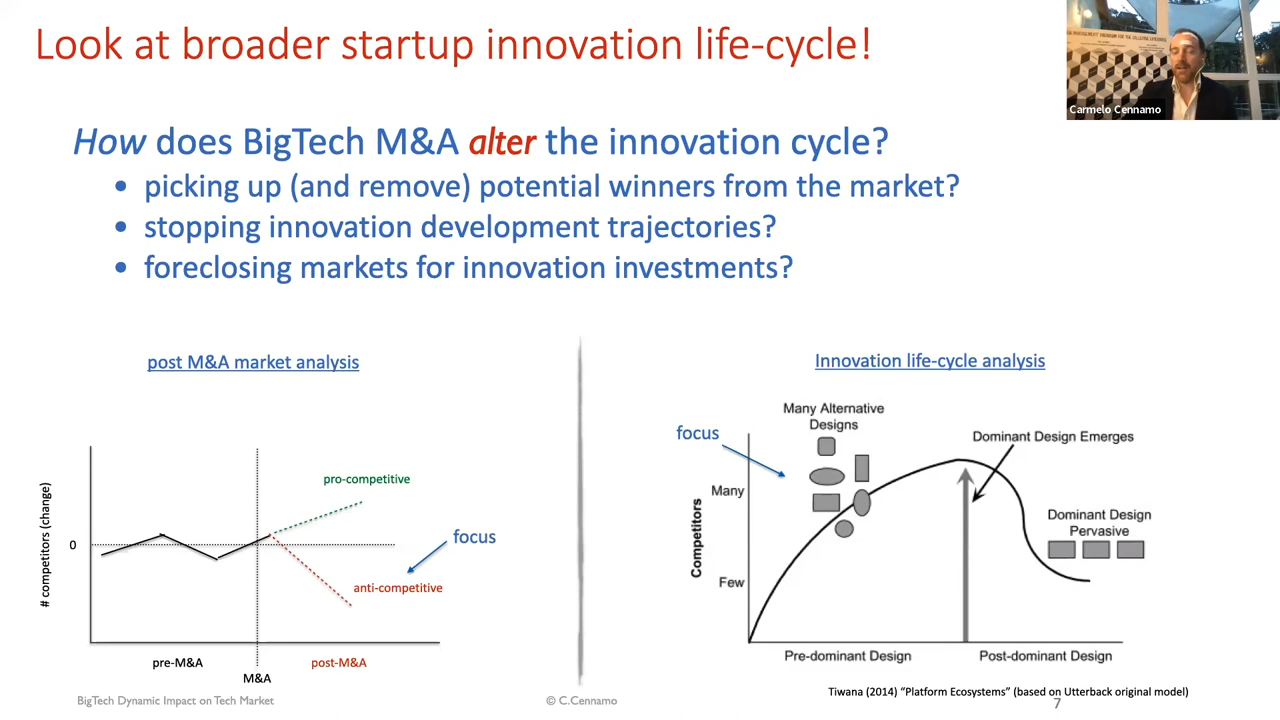 Look at broader startup innovation life-cycle!
Carmelo Cennamo
How does BigTech M&A alter the innovation cycle?
• picking up (and remove) potential winners from the market?
• stopping innovation development trajectories?
• foreclosing markets for innovation investments?
post M&A market analysis
# competitors (change)
0
pro-competitive
focus
anti-competitive
pre-M&A
post-M&A
M&A
Innovation life-cycle analysis
focus
Many Alternative
Designs
Dominant Design Emerges
Many
Dominant Design
Pervasive
Competitors
Few
Pre-dominant Design
Post-dominant Design
Tiwana (2014) “Platform Ecosystems” (based on Utterback original model)
BigTech Dynamic Impact on Tech Market
© C.Cennamo
7